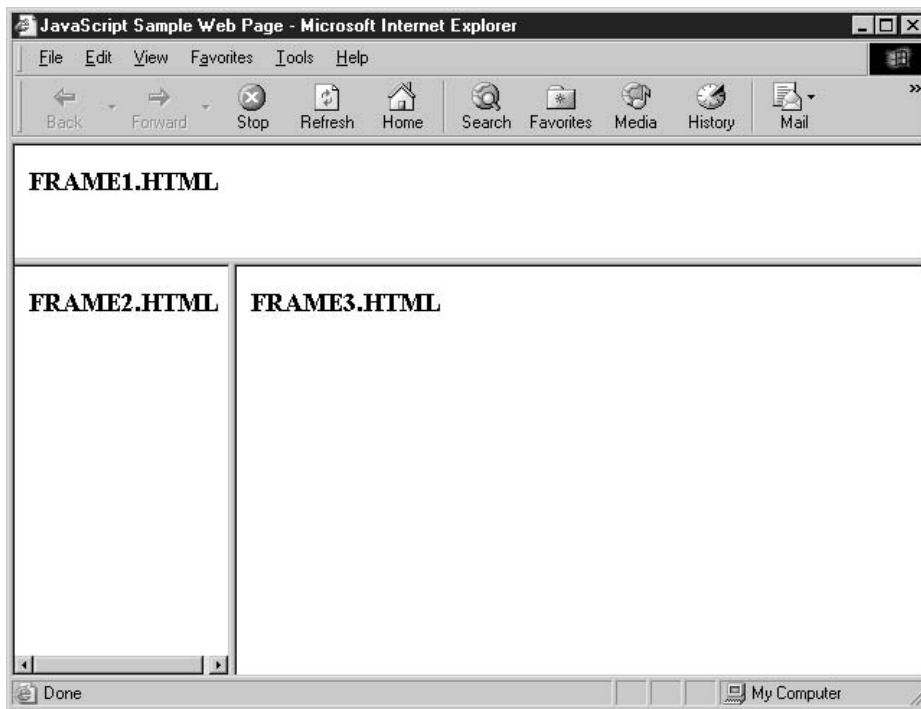 JavaScript Sample Web Page - Microsoft Internet Explorer
File Edit View Favorites Tools Help
Back Forward Stop Refresh Home Search Favorites Media History Mail »
FRAME1.HTML
FRAME2.HTML FRAME3.HTML
Done My Computer